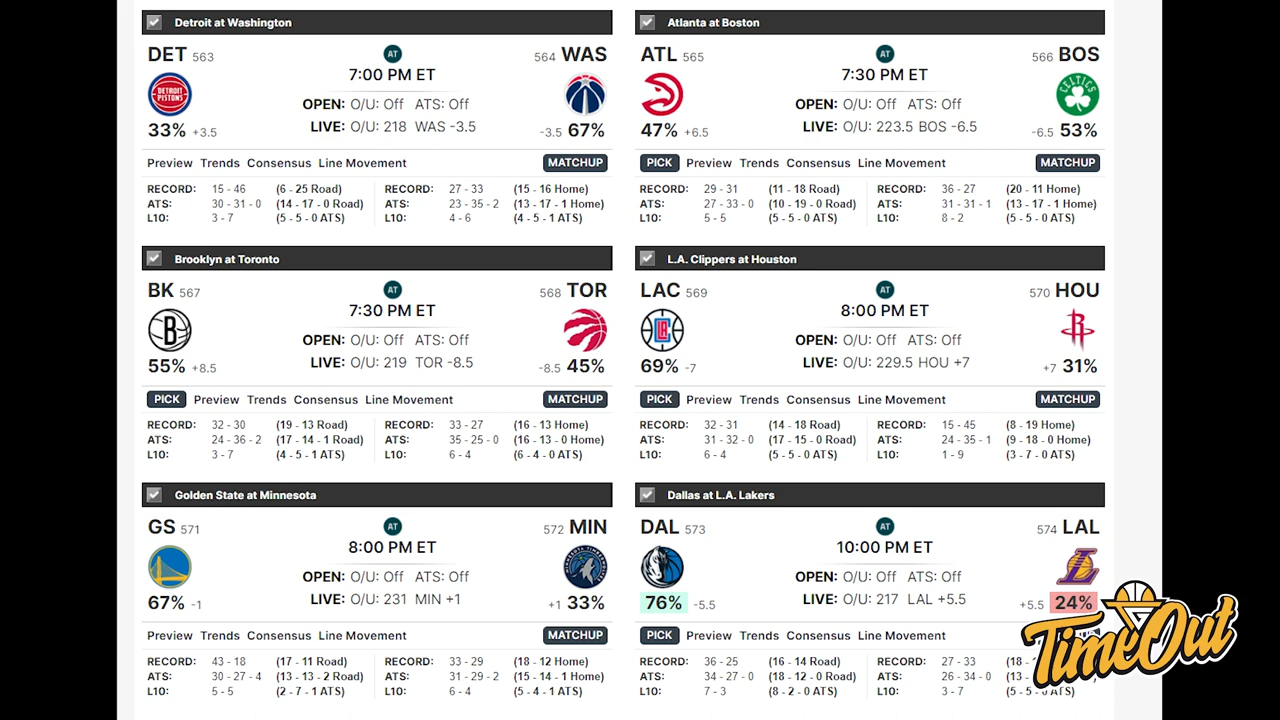 Detroit at Washington
DET 563 AT 564 WAS
7:00 PM ET
DETROIT PISTONS
OPEN: O/U: Off ATS: Off
LIVE: O/U: 218 WAS -3.5
33% +3.5 -3.5 67%
Preview Trends Consensus Line Movement MATCHUP
RECORD: 15 - 46 (6 - 25 Road) RECORD: 27 - 33 (15 - 16 Home)
ATS: 30 - 31 - 0 (14 - 17 - 0 Road) ATS: 23 - 35 - 2 (13 - 17 - 1 Home)
L10: 3 - 7 (5 - 5 - 0 ATS) L10: 4 - 6 (4 - 5 - 1 ATS)
Atlanta at Boston
ATL 565 AT 566 BOS
7:30 PM ET
CELTICS
OPEN: O/U: Off ATS: Off
LIVE: O/U: 223.5 BOS -6.5
47% +6.5 -6.5 53%
PICK Preview Trends Consensus Line Movement MATCHUP
RECORD: 29 - 31 (11 - 18 Road) RECORD: 36 - 27 (20 - 11 Home)
ATS: 27 - 33 - 0 (10 - 19 - 0 Road) ATS: 31 - 31 - 1 (13 - 17 - 1 Home)
L10: 5 - 5 (5 - 5 - 0 ATS) L10: 8 - 2 (5 - 5 - 0 ATS)
Brooklyn at Toronto
BK 567 AT 568 TOR
7:30 PM ET
B
OPEN: O/U: Off ATS: Off
LIVE: O/U: 219 TOR -8.5
55% +8.5 -8.5 45%
PICK Preview Trends Consensus Line Movement MATCHUP
RECORD: 32 - 30 (19 - 13 Road) RECORD: 33 - 27 (16 - 13 Home)
ATS: 24 - 36 - 2 (17 - 14 - 1 Road) ATS: 35 - 25 - 0 (16 - 13 - 0 Home)
L10: 3 - 7 (4 - 5 - 1 ATS) L10: 6 - 4 (6 - 4 - 0 ATS)
L.A. Clippers at Houston
LAC 569 AT 570 HOU
8:00 PM ET
LA R
OPEN: O/U: Off ATS: Off
LIVE: O/U: 229.5 HOU +7
69% -7 +7 31%
PICK Preview Trends Consensus Line Movement MATCHUP
RECORD: 32 - 31 (14 - 18 Road) RECORD: 15 - 45 (8 - 19 Home)
ATS: 31 - 32 - 0 (17 - 15 - 0 Road) ATS: 24 - 35 - 1 (9 - 18 - 0 Home)
L10: 6 - 4 (5 - 5 - 0 ATS) L10: 1 - 9 (3 - 7 - 0 ATS)
Golden State at Minnesota
GS 571 AT 572 MIN
8:00 PM ET
OPEN: O/U: Off ATS: Off
LIVE: O/U: 231 MIN +1
67% -1 +1 33%
Preview Trends Consensus Line Movement MATCHUP
RECORD: 43 - 18 (17 - 11 Road) RECORD: 33 - 29 (18 - 12 Home)
ATS: 30 - 27 - 4 (13 - 13 - 2 Road) ATS: 31 - 29 - 2 (15 - 14 - 1 Home)
L10: 5 - 5 (2 - 7 - 1 ATS) L10: 6 - 4 (5 - 4 - 1 ATS)
Dallas at L.A. Lakers
DAL 573 AT 574 LAL
10:00 PM ET
L
OPEN: O/U: Off ATS: Off
LIVE: O/U: 217 LAL +5.5
76% -5.5 +5.5 24%
PICK Preview Trends Consensus Line Movement
RECORD: 36 - 25 (16 - 14 Road) RECORD: 27 - 33 (18 -
ATS: 34 - 27 - 0 (18 - 12 - 0 Road) ATS: 26 - 34 - 0 (13 -
L10: 7 - 3 (8 - 2 - 0 ATS) L10: 3 - 7 (5 - 5 - 0 ATS)
TimeOut